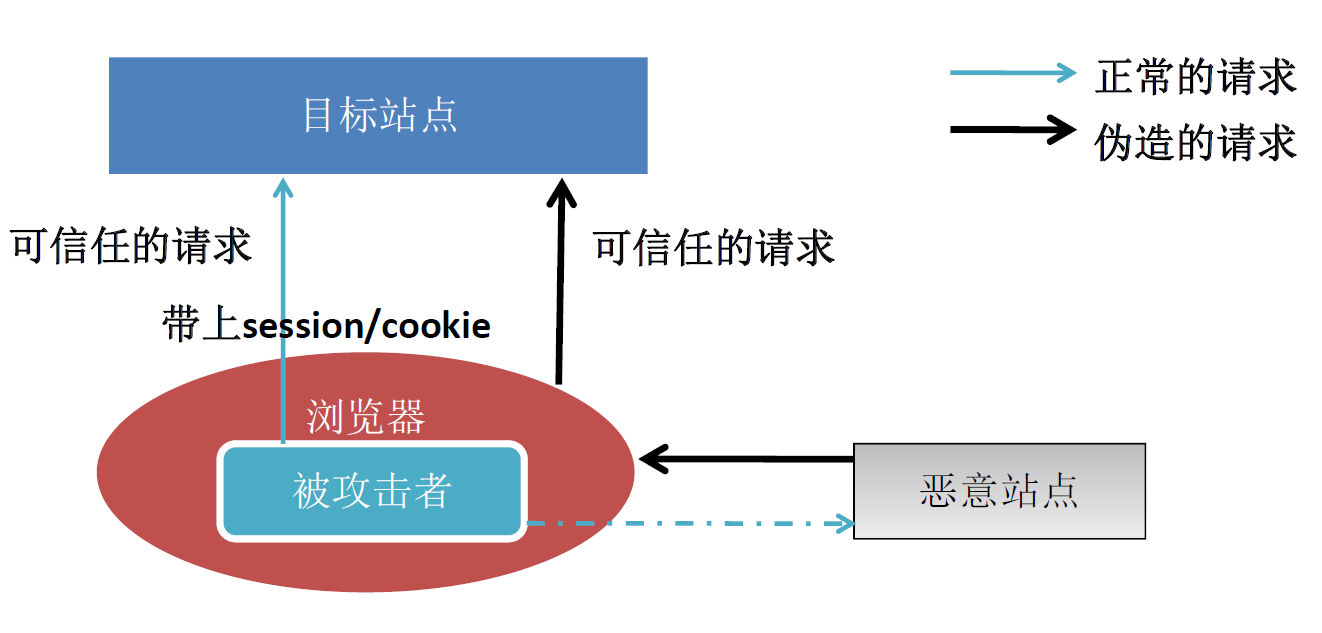 目标站点
正常的请求
伪造的请求
可信任的请求
可信任的请求
带上session/cookie
浏览器
被攻击者
恶意站点